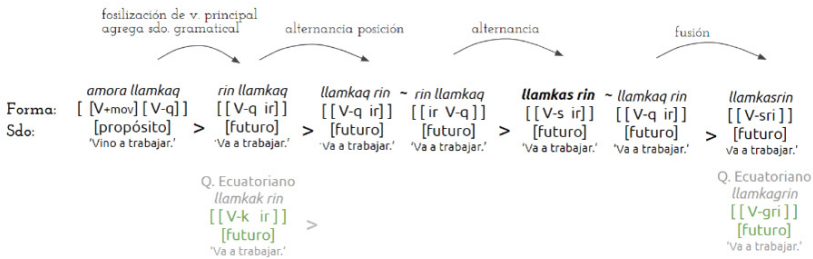 fosilización de v. principal
agrega sdo. gramatical
alternancia posición
alternancia
fusión
amora llamkaq rin llamkaq llamkaq rin ~ rin llamkaq llamkas rin ~ llamkaq rin llamkasrin
Forma: [ [V+mov] [ V-q] ] [ [ V-q ir] ] [ [ V-q ir] ] [ [ir V-q ] ] [ [ V-s ir] ] [ [ V-q ir] ] [ [ V-sri ] ]
Sdo: [propósito] > [futuro] > [futuro] [futuro] > [futuro] [futuro] > [futuro]
'Vino a trabajar.' 'Va a trabajar.' 'Va a trabajar.' 'Va a trabajar.' 'Va a trabajar.' 'Va a trabajar.' 'Va a trabajar.'
Q. Ecuatoriano Q. Ecuatoriano
llamkak rin llamkagrin
[ [ V-k ir] ] > [ [ V-gri ] ]
[futuro] [futuro]
'Va a trabajar.' 'Va a trabajar.'